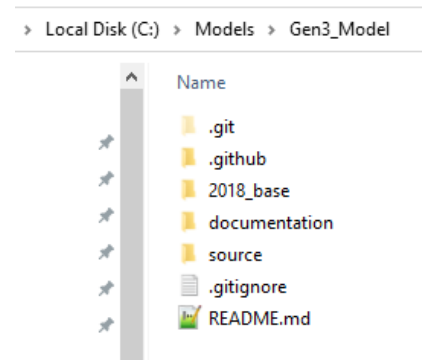 > Local Disk (C:) > Models > Gen3_Model
Name
.git
.github
2018_base
documentation
source
.gitignore
README.md